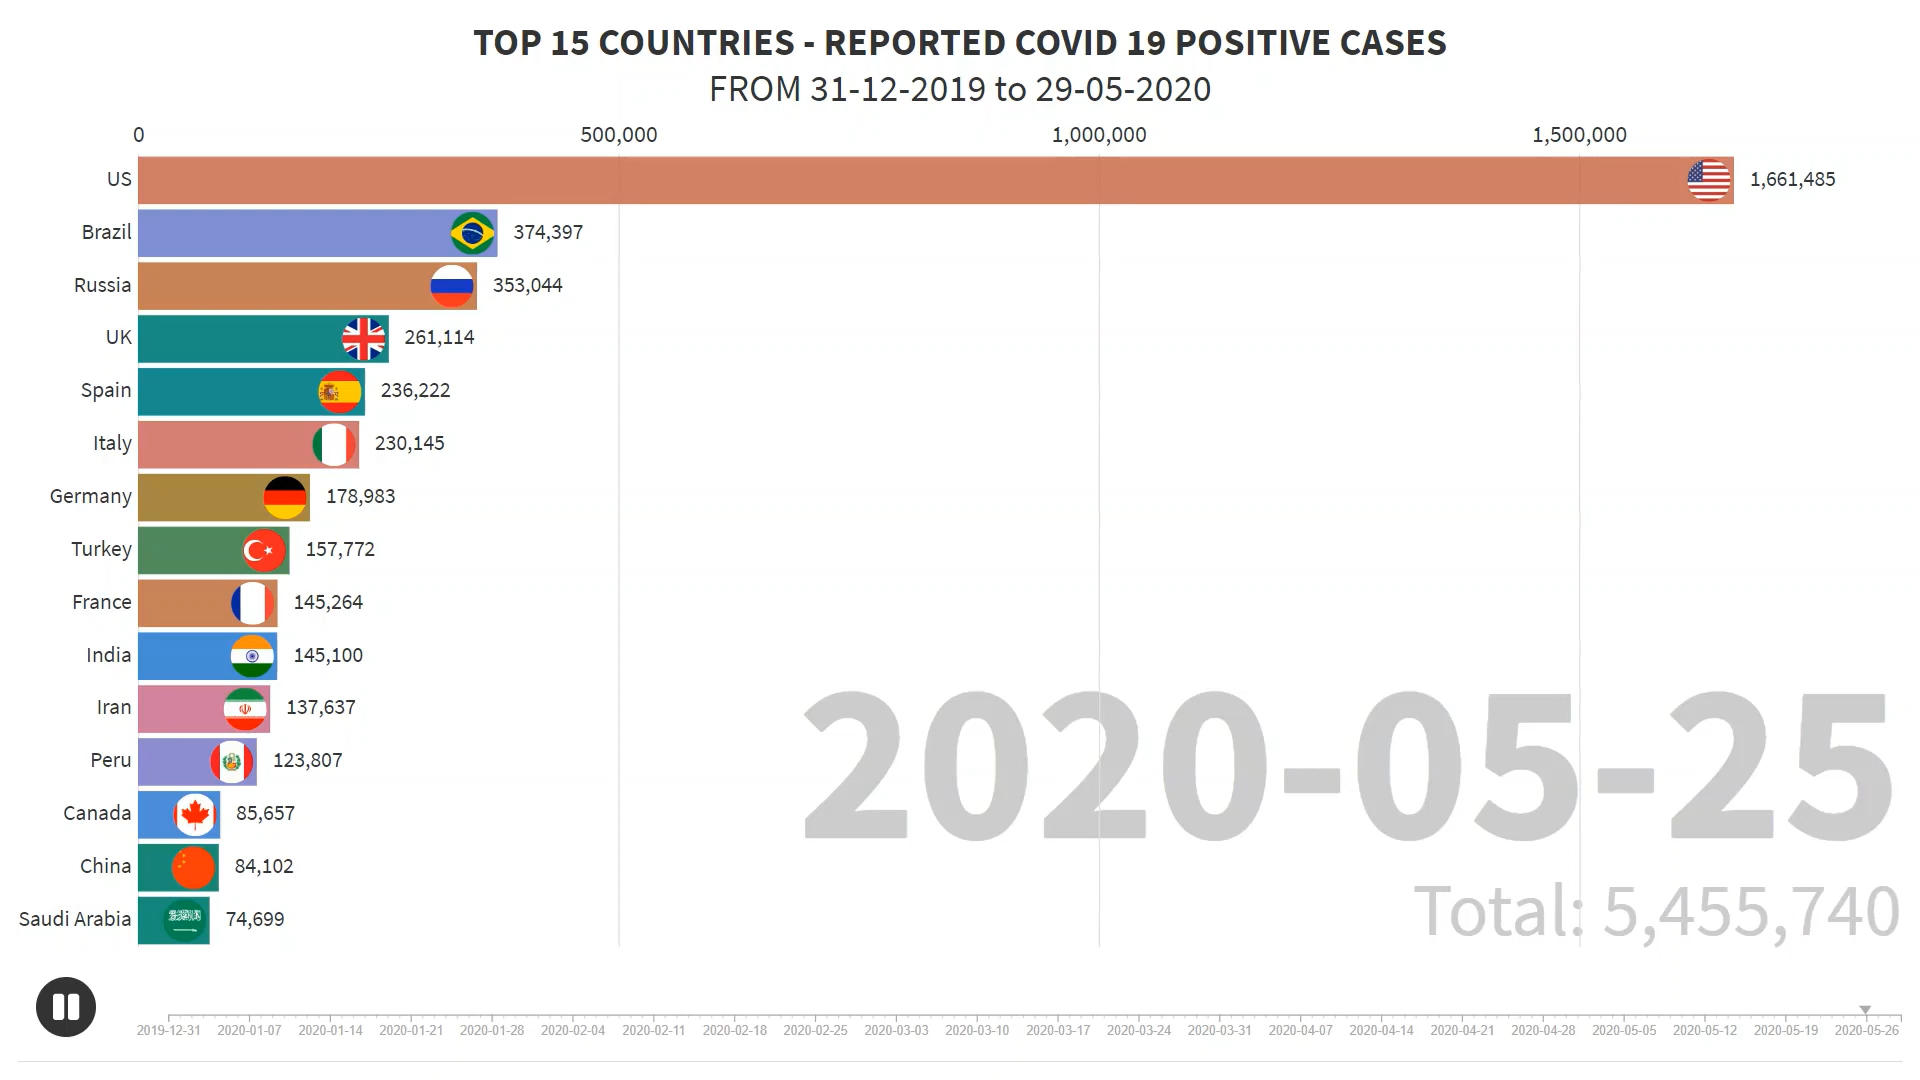 TOP 15 COUNTRIES - REPORTED COVID 19 POSITIVE CASES
FROM 31-12-2019 to 29-05-2020
0 500,000 1,000,000 1,500,000
US 1,661,485
Brazil 374,397
Russia 353,044
UK 261,114
Spain 236,222
Italy 230,145
Germany 178,983
Turkey 157,772
France 145,264
India 145,100
Iran 137,637
Peru 123,807
Canada 85,657
China 84,102
Saudi Arabia 74,699
2020-05-25
Total: 5,455,740
2019-12-31 2020-01-07 2020-01-14 2020-01-21 2020-01-28 2020-02-04 2020-02-11 2020-02-18 2020-02-25 2020-03-03 2020-03-10 2020-03-17 2020-03-24 2020-03-31 2020-04-07 2020-04-14 2020-04-21 2020-04-28 2020-05-05 2020-05-12 2020-05-19 2020-05-26